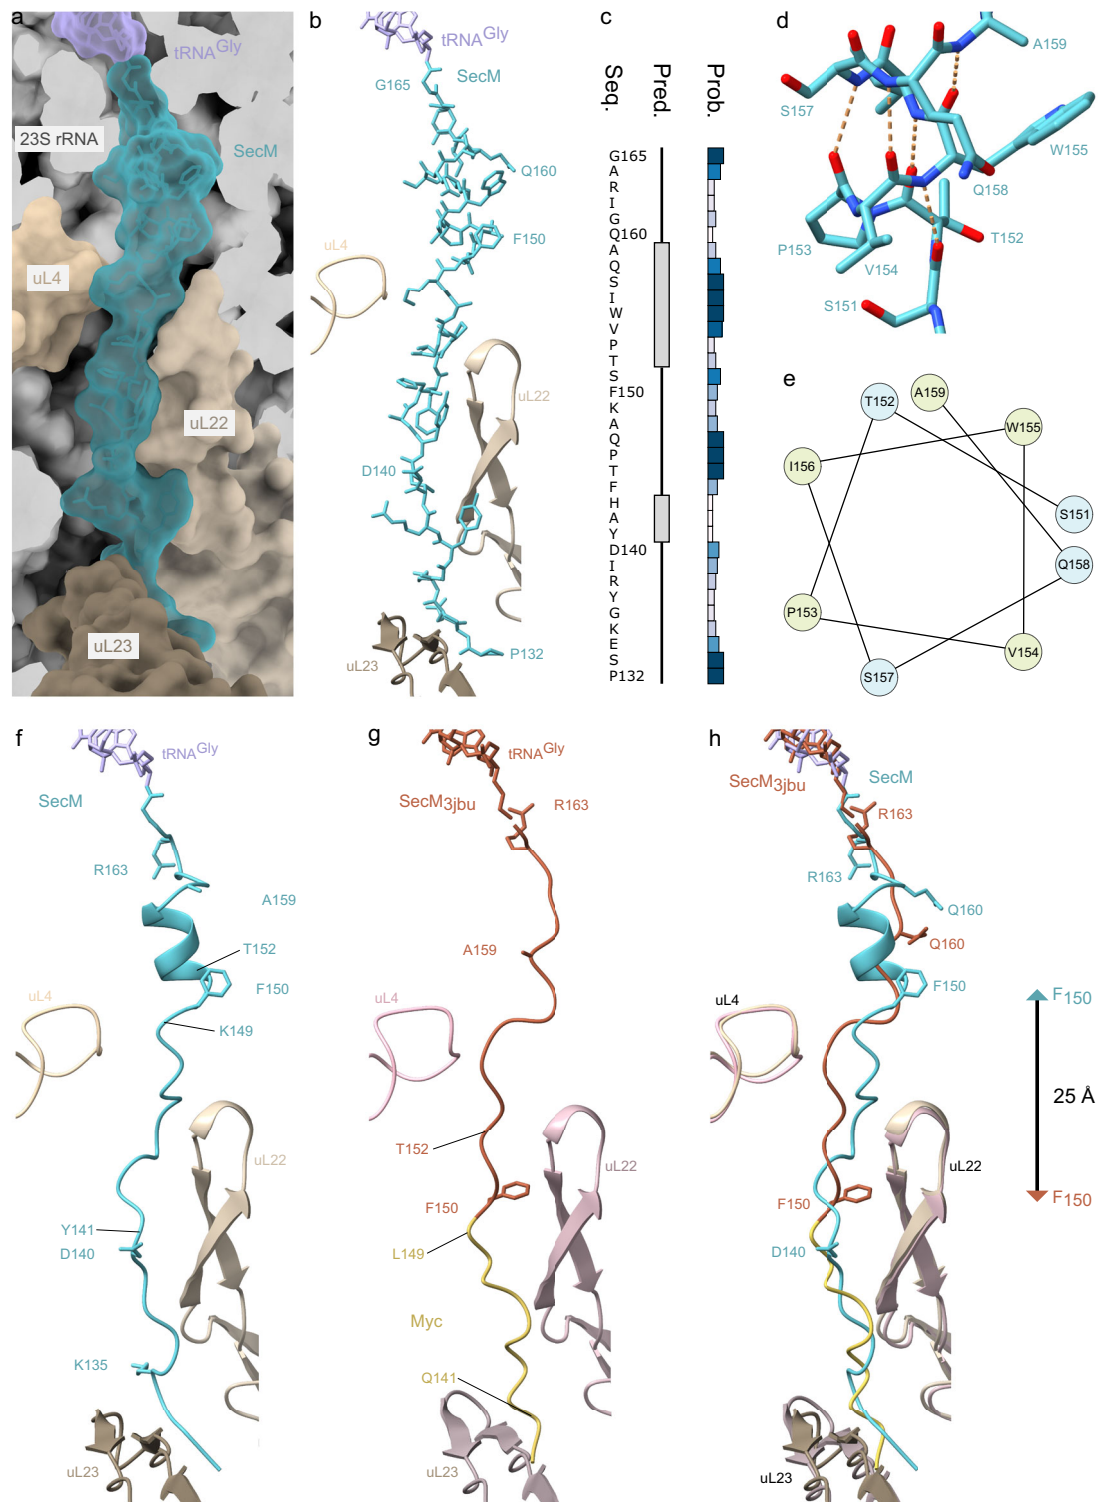 a
tRNAGly
23S rRNA
SecM
uL4
uL22
uL23
b
tRNAGly
SecM
G165
Q160
F150
uL4
uL22
D140
uL23
P132
c
Seq.
Pred.
Prob.
G165
A
R
I
G
Q160
A
Q
S
I
W
V
P
T
S
F150
K
A
Q
P
T
F
H
A
Y
D140
I
R
Y
G
K
E
S
P132
d
A159
S157
W155
Q158
T152
P153
V154
S151
e
A159
T152
W155
I156
S151
Q158
P153
V154
S157
f
tRNAGly
SecM
R163
A159
T152
F150
uL4
K149
uL22
Y141
D140
K135
uL23
g
tRNAGly
SecM3jbu
R163
A159
uL4
T152
uL22
F150
L149
Myc
Q141
uL23
h
SecM3jbu
SecM
R163
R163
Q160
Q160
F150
uL4
F150
25 Å
uL22
F150
F150
D140
uL23